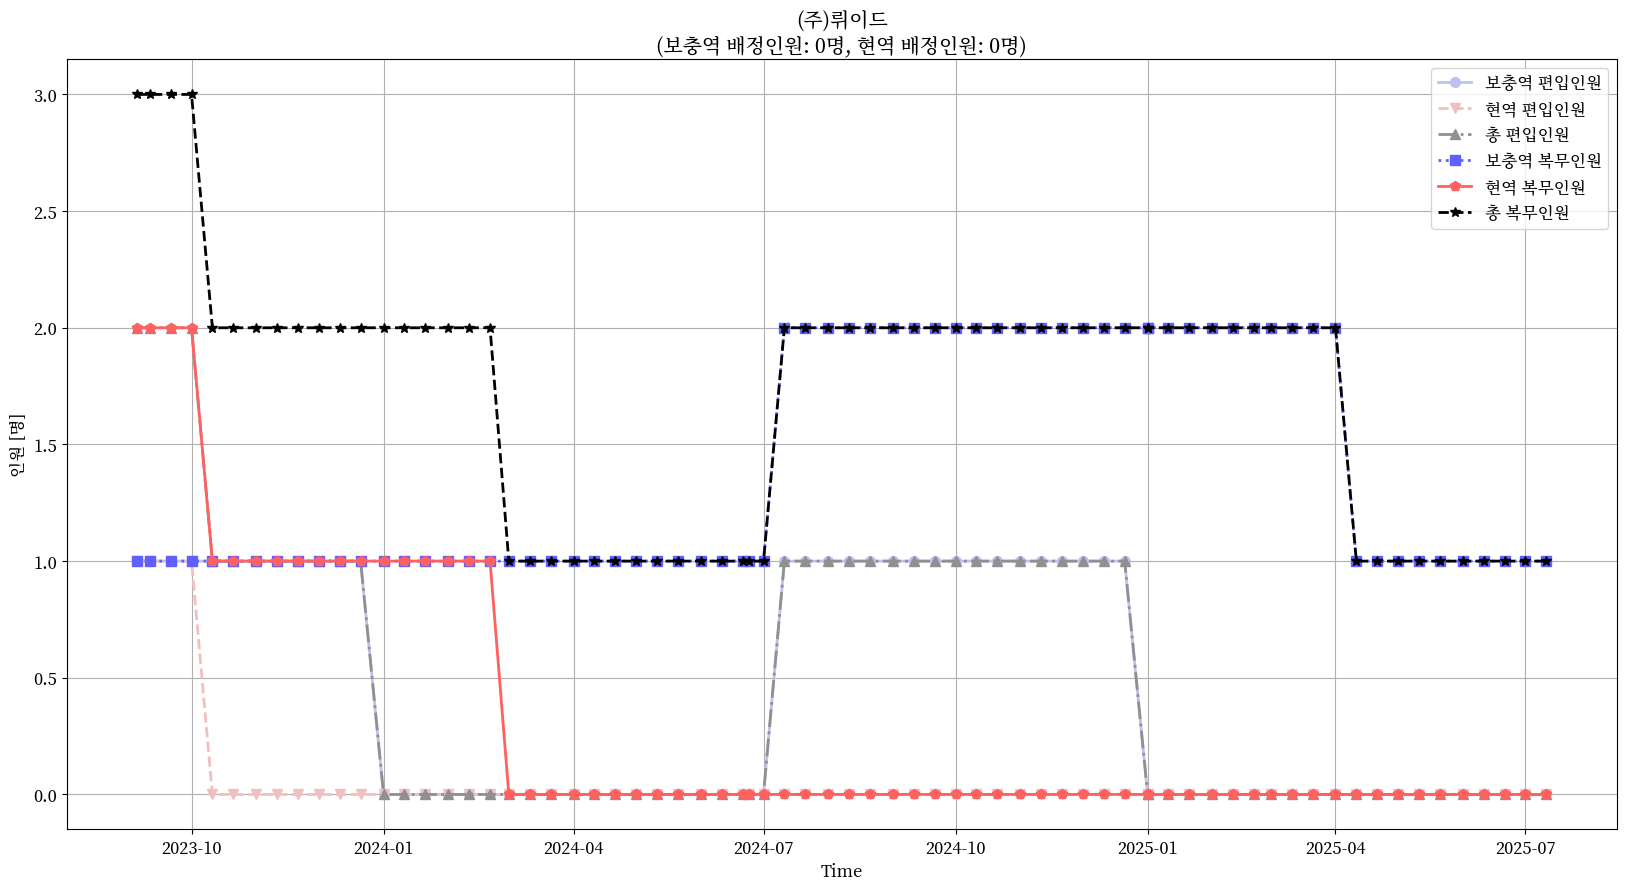 (주)뤼이드
(보충역 배정인원: 0명, 현역 배정인원: 0명)
보충역 편입인원
현역 편입인원
총 편입인원
보충역 복무인원
현역 복무인원
총 복무인원
인원 [명]
3.0
2.5
2.0
1.5
1.0
0.5
0.0
2023-10
2024-01
2024-04
2024-07
2024-10
2025-01
2025-04
2025-07
Time